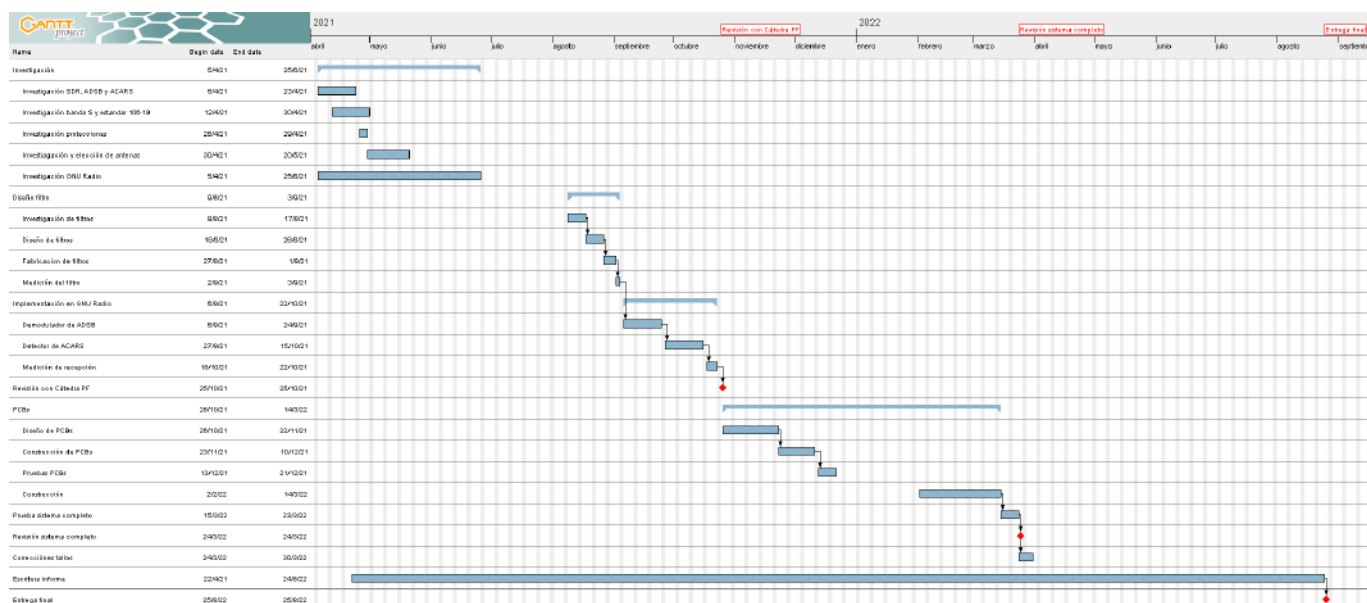 GANTT project
2021
2022
Revisión con Cátedra PF
Revisión sistema completo
Entrega final
Name Begin date End date
abril mayo junio julio agosto septiembre octubre noviembre diciembre enero febrero marzo abril mayo junio julio agosto septiembre
Investigación 5/4/21 25/6/21
Investigación SDR, ADSB y ACARS 5/4/21 23/4/21
Investigación banda S y estandar 106-19 12/4/21 30/4/21
Investigación protecciones 26/4/21 29/4/21
Investiagación y elección de antenas 30/4/21 20/5/21
Investigación GNU Radio 5/4/21 25/6/21
Diseño filtro 9/8/21 3/9/21
Investigación de filtros 9/8/21 17/8/21
Diseño de filtros 18/8/21 26/8/21
Fabricacion de filtros 27/8/21 1/9/21
Medición del filtro 2/9/21 3/9/21
Implementación en GNU Radio 6/9/21 22/10/21
Demodulador de ADSB 6/9/21 24/9/21
Detector de ACARS 27/9/21 15/10/21
Medición de recepción 18/10/21 22/10/21
Revisión con Cátedra PF 25/10/21 25/10/21
PCBs 26/10/21 14/3/22
Diseño de PCBs 26/10/21 22/11/21
Construcción de PCBs 23/11/21 10/12/21
Pruebas PCBs 13/12/21 21/12/21
Construcción 2/2/22 14/3/22
Prueba sistema completo 15/3/22 23/3/22
Revisión sistema completo 24/3/22 24/3/22
Correcciones 24/3/22 30/3/22
Escritura informe 22/4/21 24/8/22
Entrega final 25/8/22 25/8/22